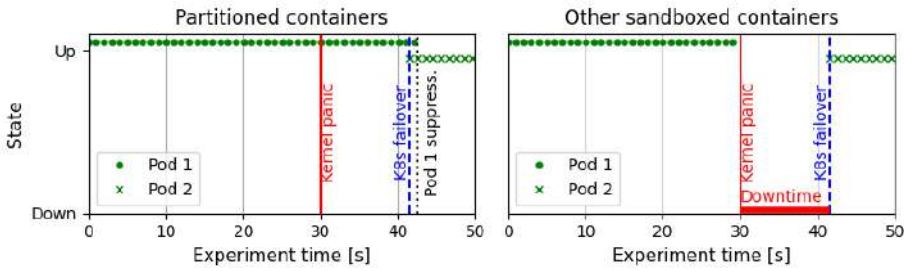 Partitioned containers
Up
Down
State
Kernel panic
K8s failover
Pod 1 suppress.
Pod 1
Pod 2
0 10 20 30 40 50
Experiment time [s]
Other sandboxed containers
Kernel panic
K8s failover
Downtime
Pod 1
Pod 2
0 10 20 30 40 50
Experiment time [s]